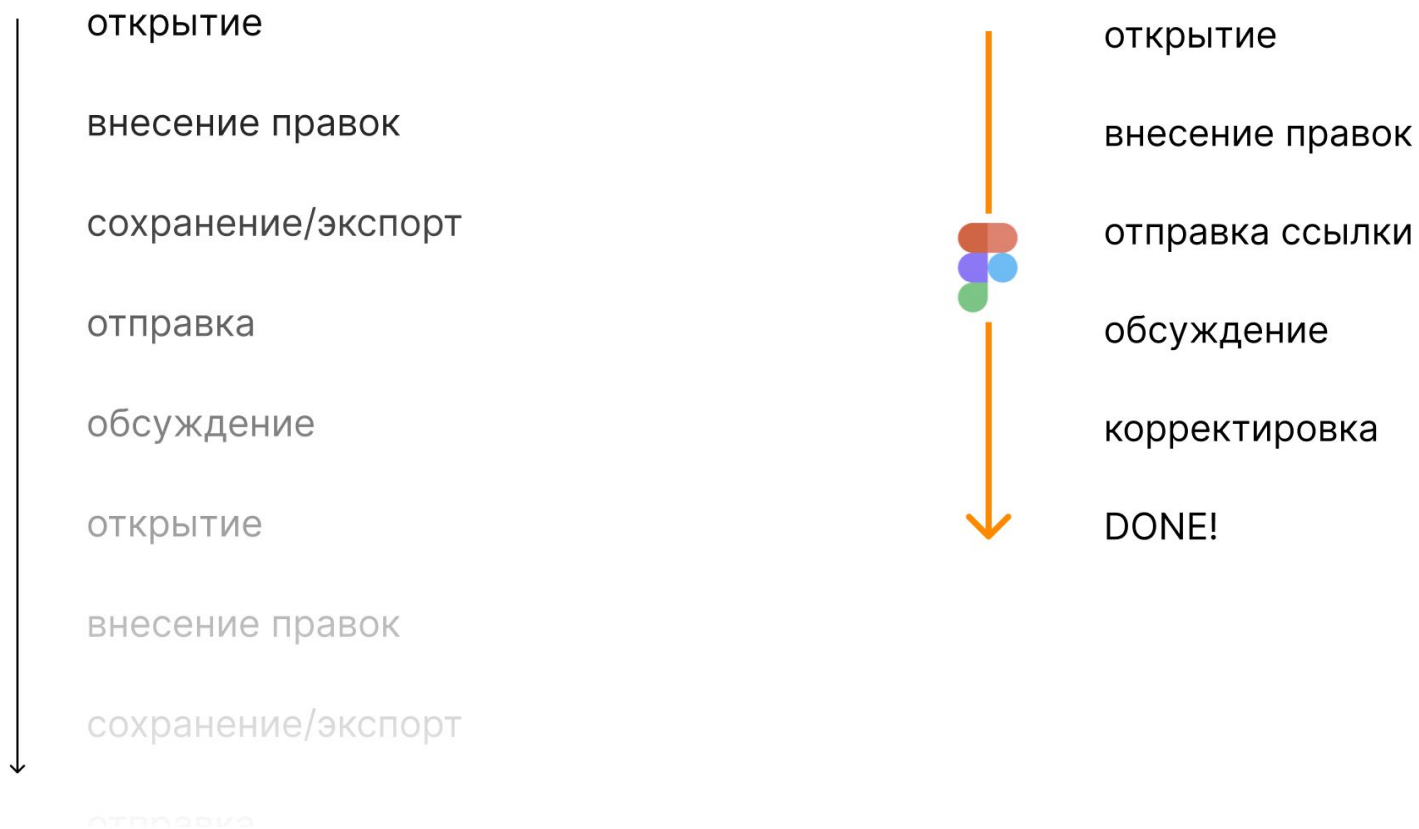 открытие
внесение правок
сохранение/экспорт
отправка
обсуждение
открытие
внесение правок
сохранение/экспорт
отправка
открытие
внесение правок
отправка ссылки
обсуждение
корректировка
DONE!